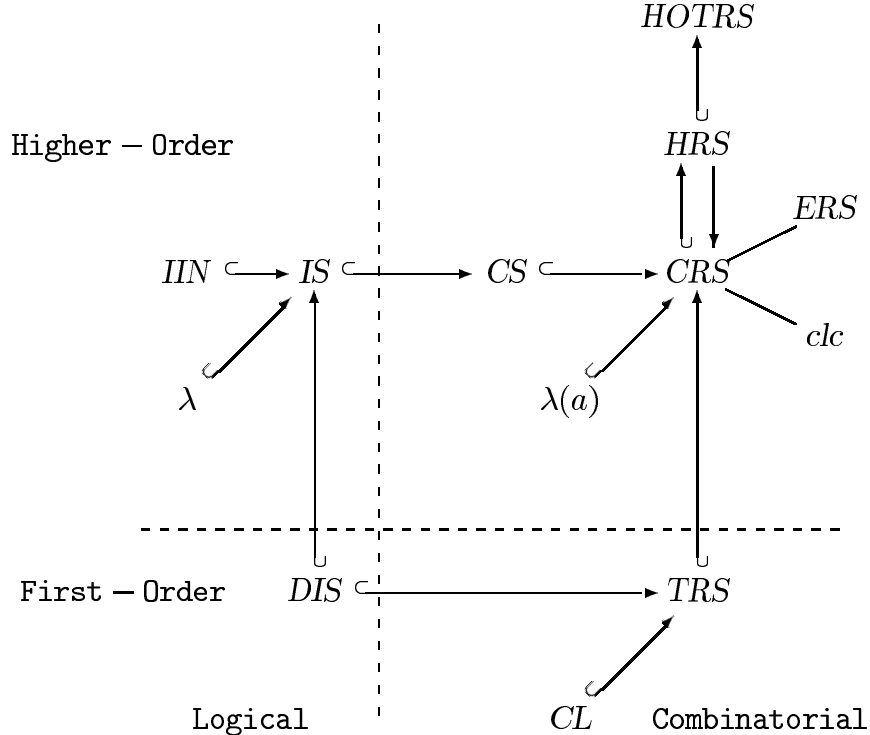 HOTRS
Higher – Order HRS
ERS
IIN IS CS CRS
clc
λ λ(a)
First – Order DIS TRS
Logical CL Combinatorial